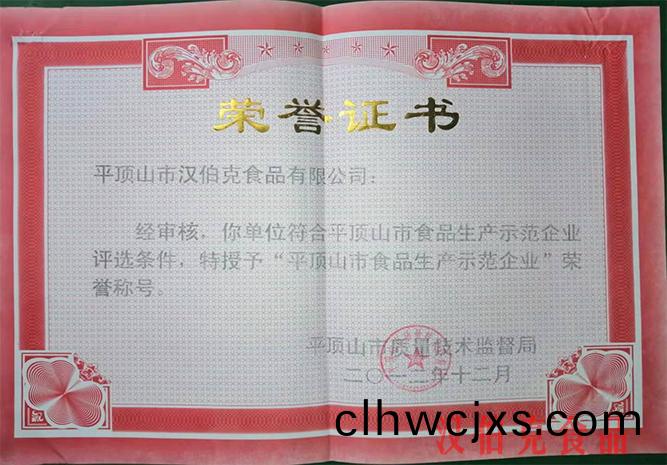 荣誉证书
平顶山市汉伯克食品有限公司：
经审核，你单位符合平顶山市食品生产示范企业
评选条件，特授予“平顶山市食品生产示范企业”荣
誉称号。
平顶山市质量技术监督局
二〇一二年十二月
clhwcjxs.com
汉伯克食品